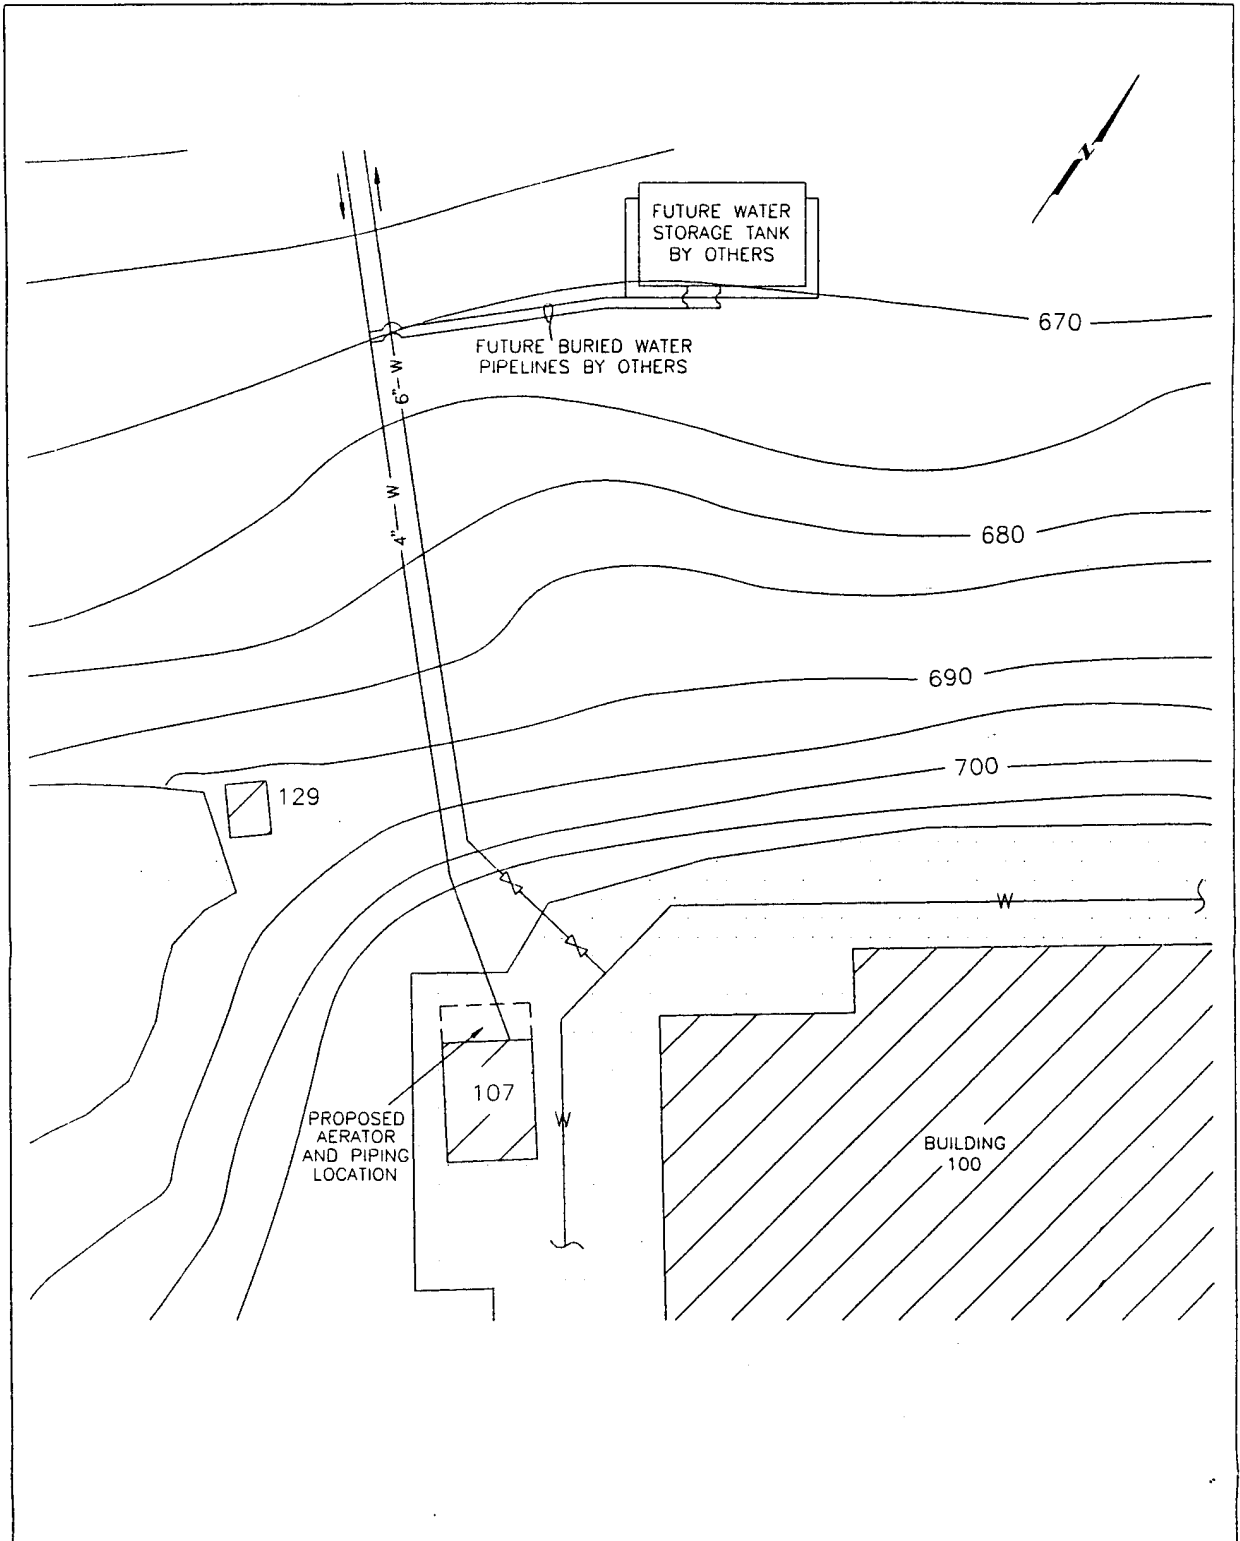 N
FUTURE WATER
STORAGE TANK
BY OTHERS
670
FUTURE BURIED WATER
PIPELINES BY OTHERS
6"— W
4"— W
680
690
700
129
W
107
W
PROPOSED
AERATOR
AND PIPING
LOCATION
BUILDING
100